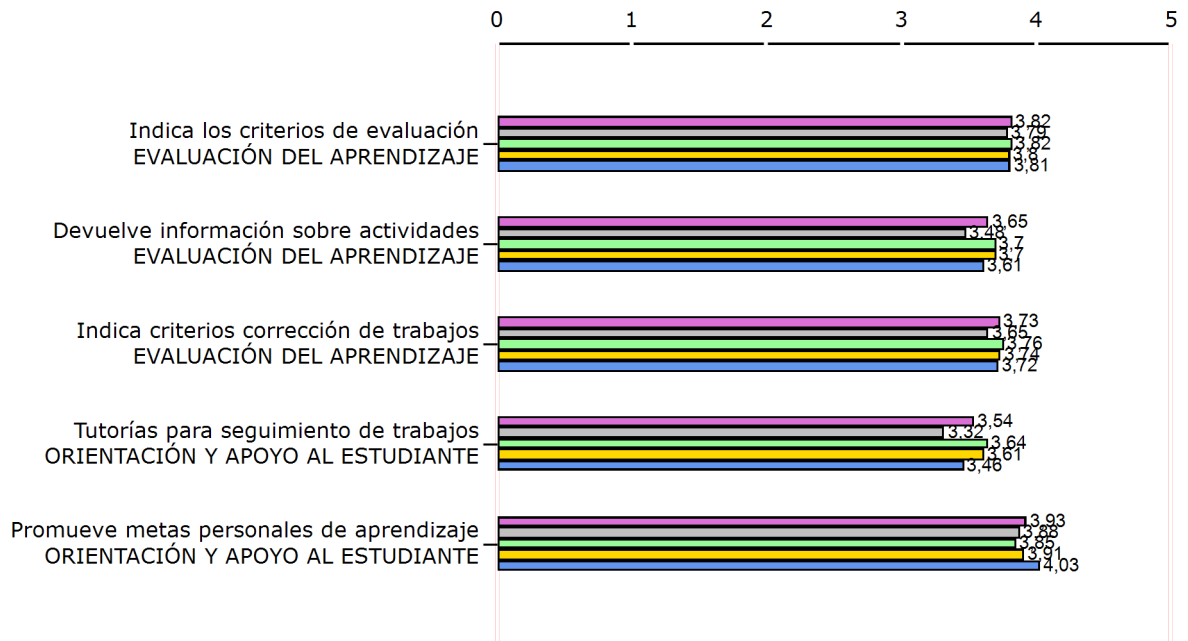 0 1 2 3 4 5
Indica los criterios de evaluación
EVALUACIÓN DEL APRENDIZAJE
3,82
3,79
3,82
3,8
3,81
Devuelve información sobre actividades
EVALUACIÓN DEL APRENDIZAJE
3,65
3,48
3,7
3,7
3,61
Indica criterios corrección de trabajos
EVALUACIÓN DEL APRENDIZAJE
3,73
3,65
3,76
3,74
3,72
Tutorías para seguimiento de trabajos
ORIENTACIÓN Y APOYO AL ESTUDIANTE
3,54
3,32
3,64
3,61
3,46
Promueve metas personales de aprendizaje
ORIENTACIÓN Y APOYO AL ESTUDIANTE
3,93
3,88
3,85
3,91
4,03